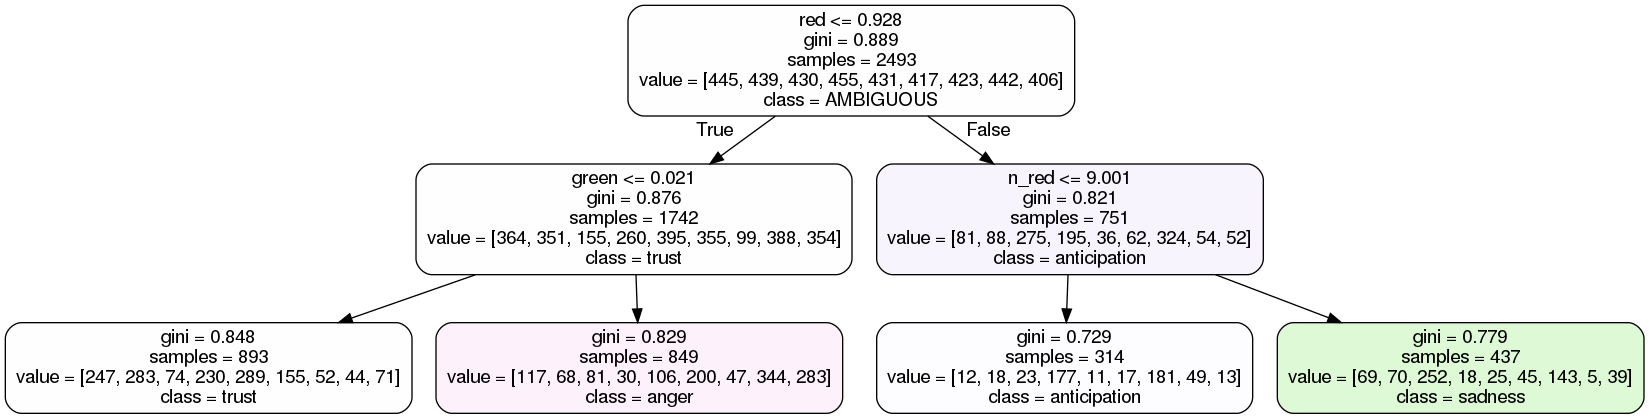 red <= 0.928
gini = 0.889
samples = 2493
value = [445, 439, 430, 455, 431, 417, 423, 442, 406]
class = AMBIGUOUS
True
False
green <= 0.021
gini = 0.876
samples = 1742
value = [364, 351, 155, 260, 395, 355, 99, 388, 354]
class = trust
n_red <= 9.001
gini = 0.821
samples = 751
value = [81, 88, 275, 195, 36, 62, 324, 54, 52]
class = anticipation
gini = 0.848
samples = 893
value = [247, 283, 74, 230, 289, 155, 52, 44, 71]
class = trust
gini = 0.829
samples = 849
value = [117, 68, 81, 30, 106, 200, 47, 344, 283]
class = anger
gini = 0.729
samples = 314
value = [12, 18, 23, 177, 11, 17, 181, 49, 13]
class = anticipation
gini = 0.779
samples = 437
value = [69, 70, 252, 18, 25, 45, 143, 5, 39]
class = sadness